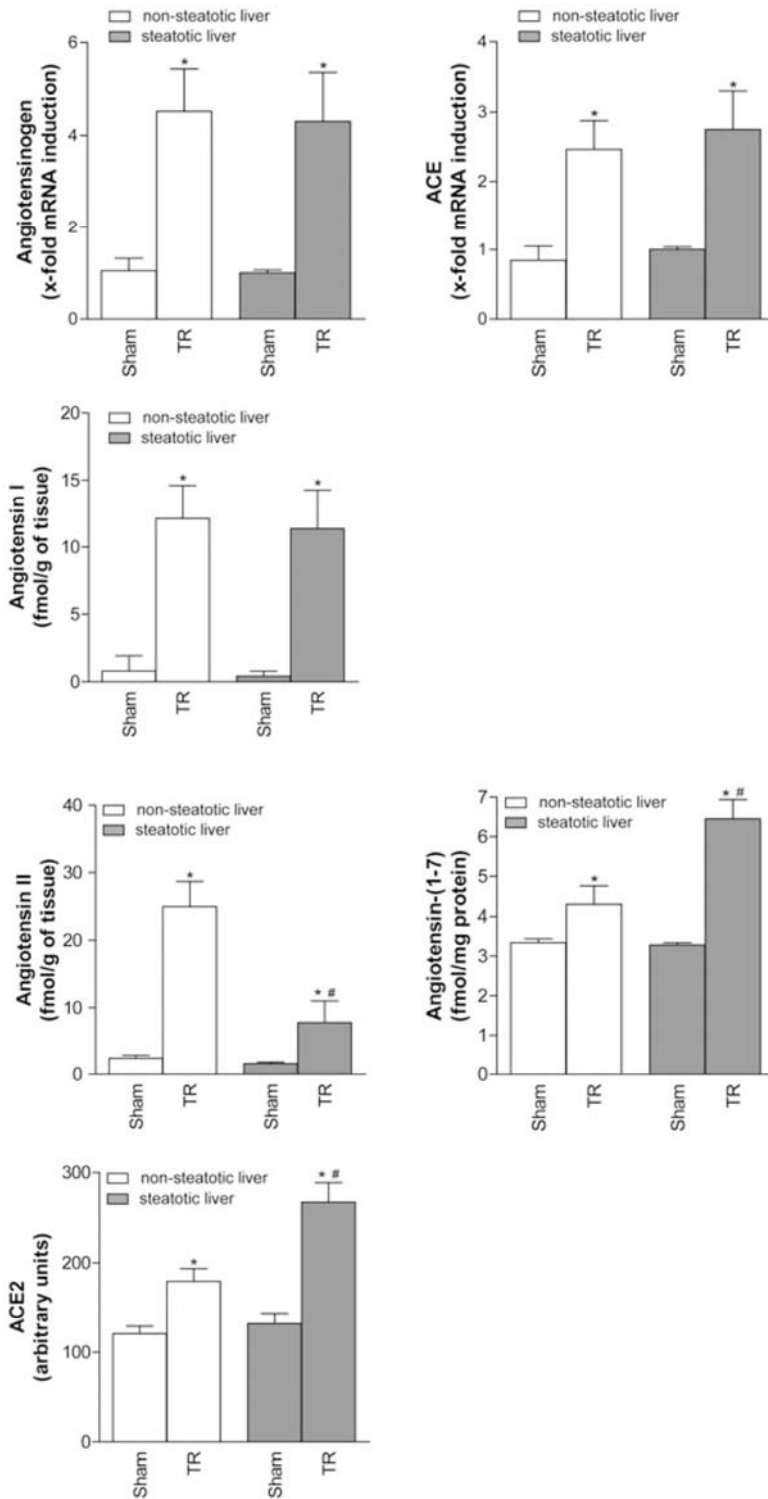 non-steatotic liver
steatotic liver
Angiotensinogen
(x-fold mRNA induction)
6
4
2
0
*
*
Sham
TR
Sham
TR
non-steatotic liver
steatotic liver
ACE
(x-fold mRNA induction)
4
3
2
1
0
*
*
Sham
TR
Sham
TR
non-steatotic liver
steatotic liver
Angiotensin I
(fmol/g of tissue)
20
15
10
5
0
*
*
Sham
TR
Sham
TR
non-steatotic liver
steatotic liver
Angiotensin II
(fmol/g of tissue)
40
30
20
10
0
*
* #
Sham
TR
Sham
TR
non-steatotic liver
steatotic liver
Angiotensin-(1-7)
(fmol/mg protein)
7
6
5
4
3
2
1
0
*
* #
Sham
TR
Sham
TR
non-steatotic liver
steatotic liver
ACE2
(arbitrary units)
300
200
100
0
*
* #
Sham
TR
Sham
TR